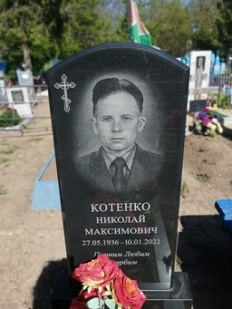 КОТЕНКО
НИКОЛАЙ
МАКСИМОВИЧ
27.05.1936 - 10.01.2021
Помним Любим
Скорбим